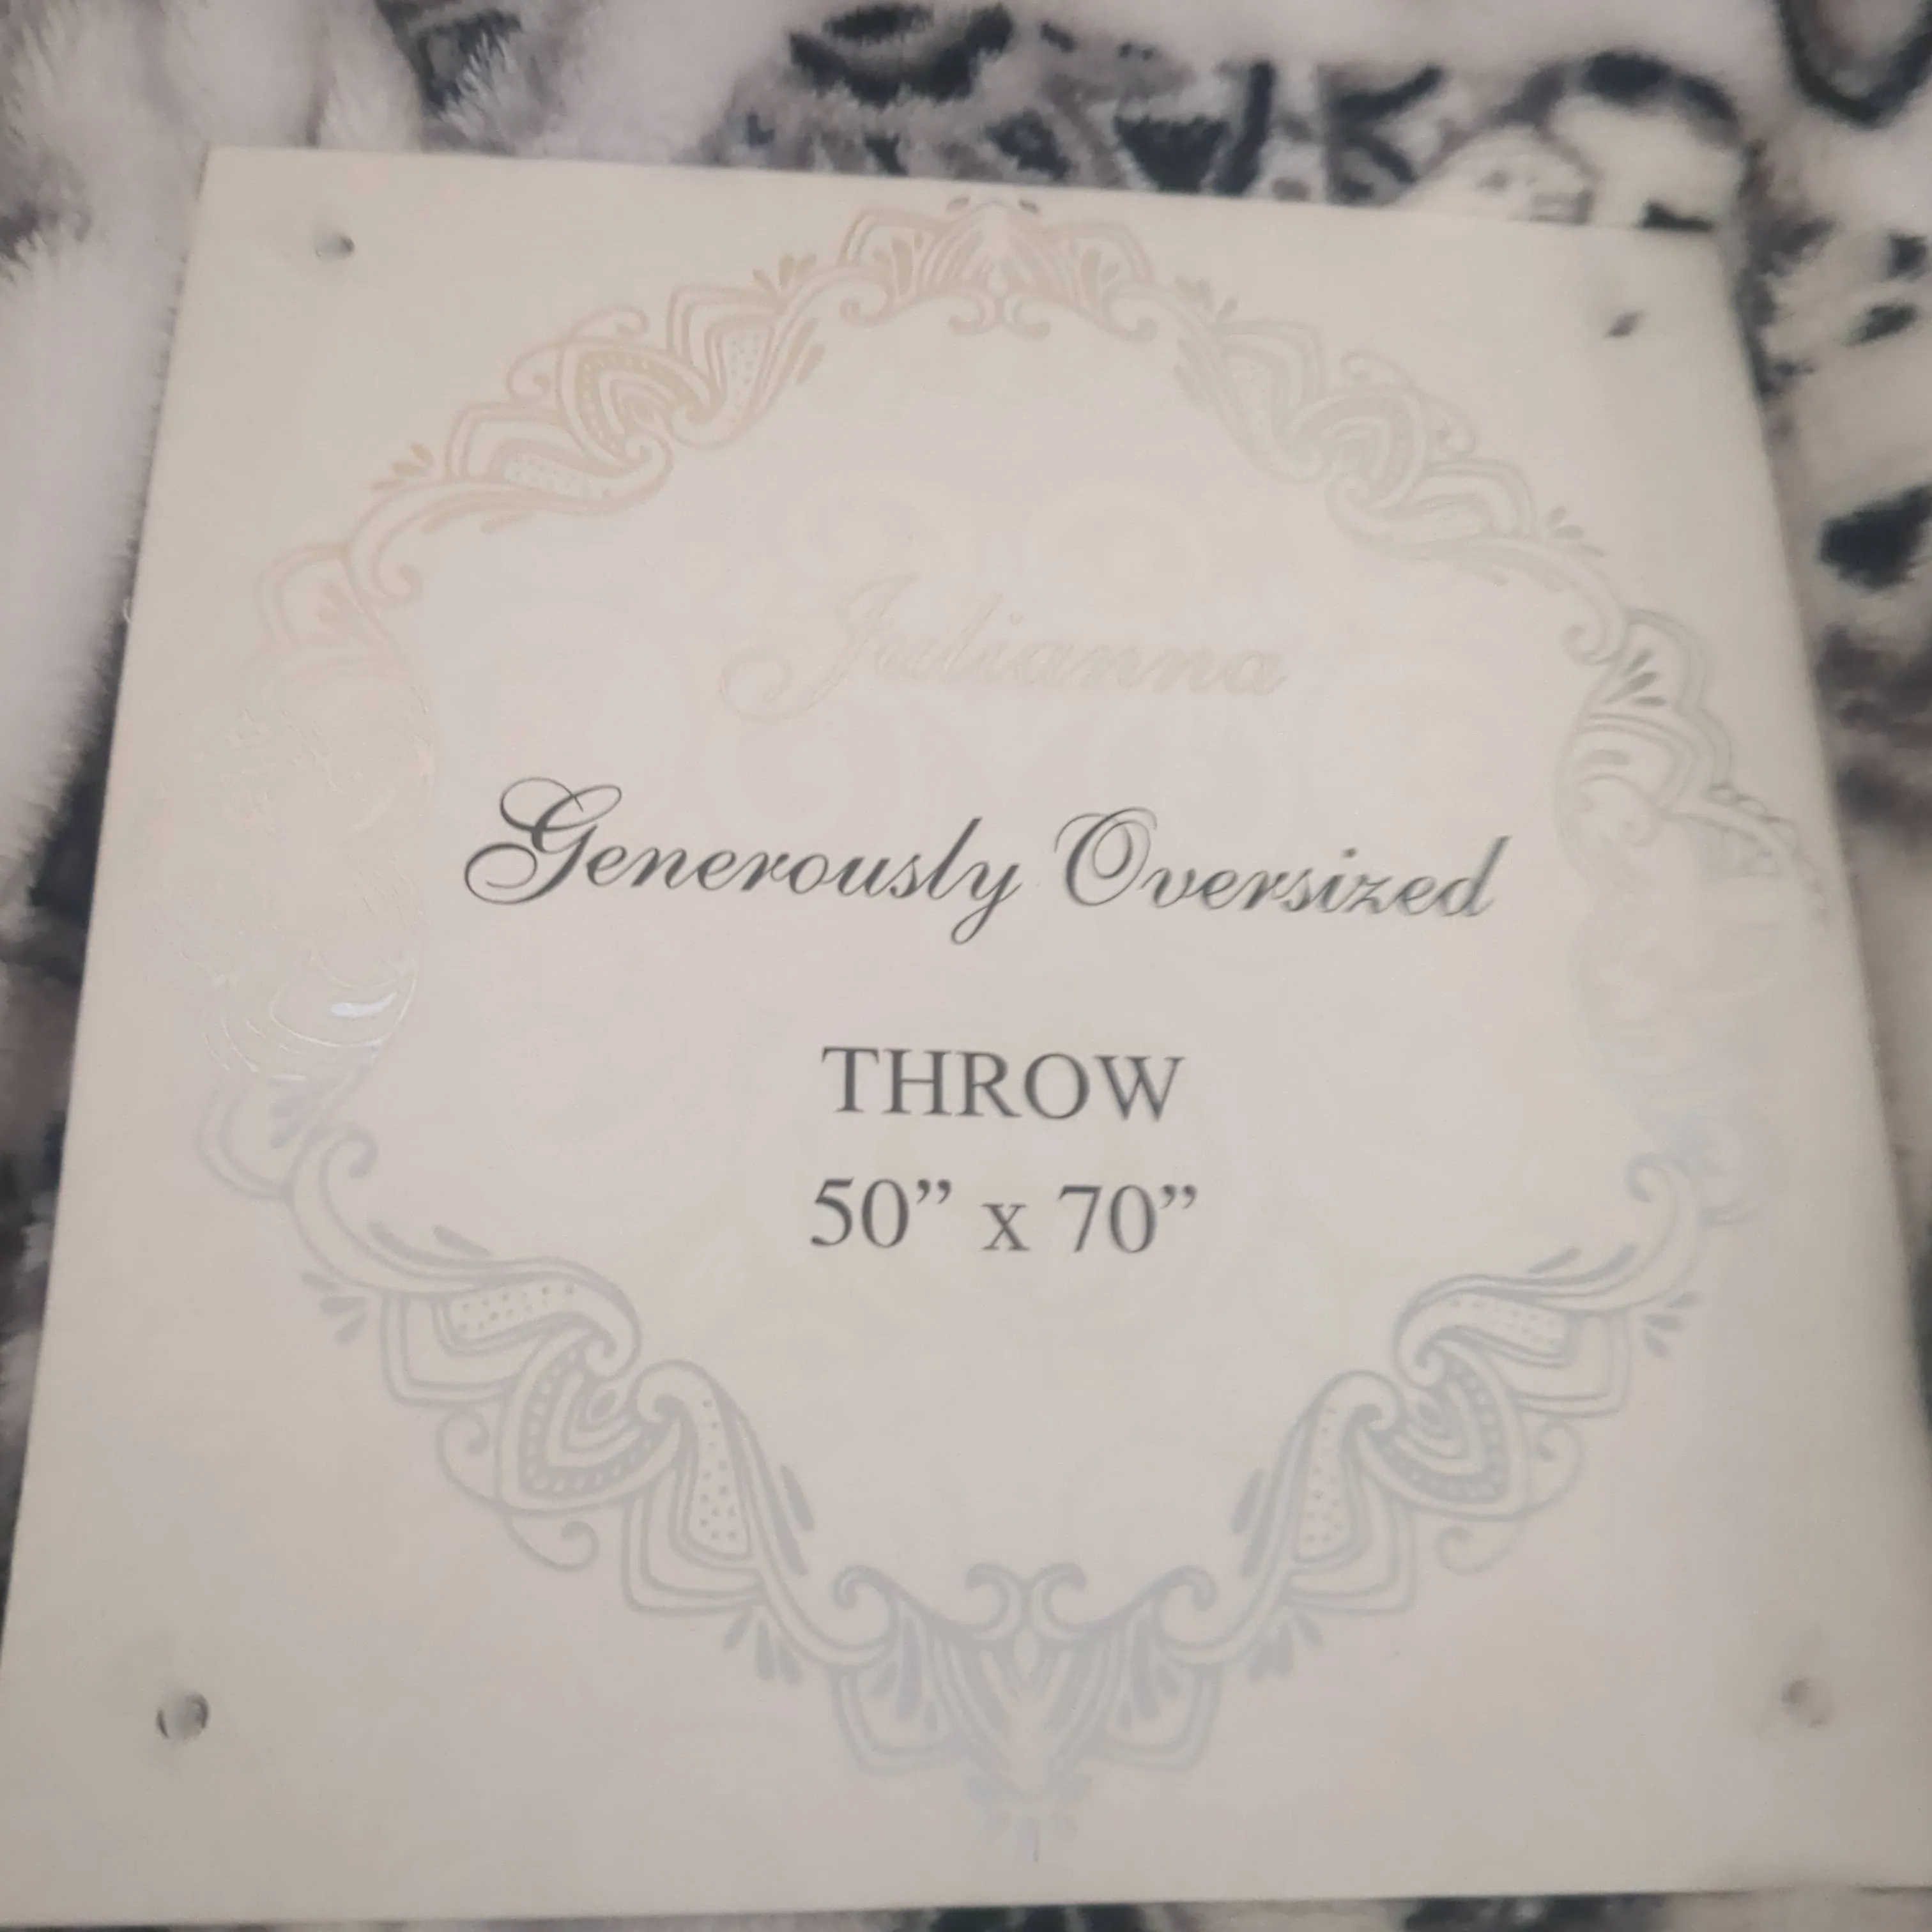 Julianna
Generously Oversized
THROW
50” x 70”